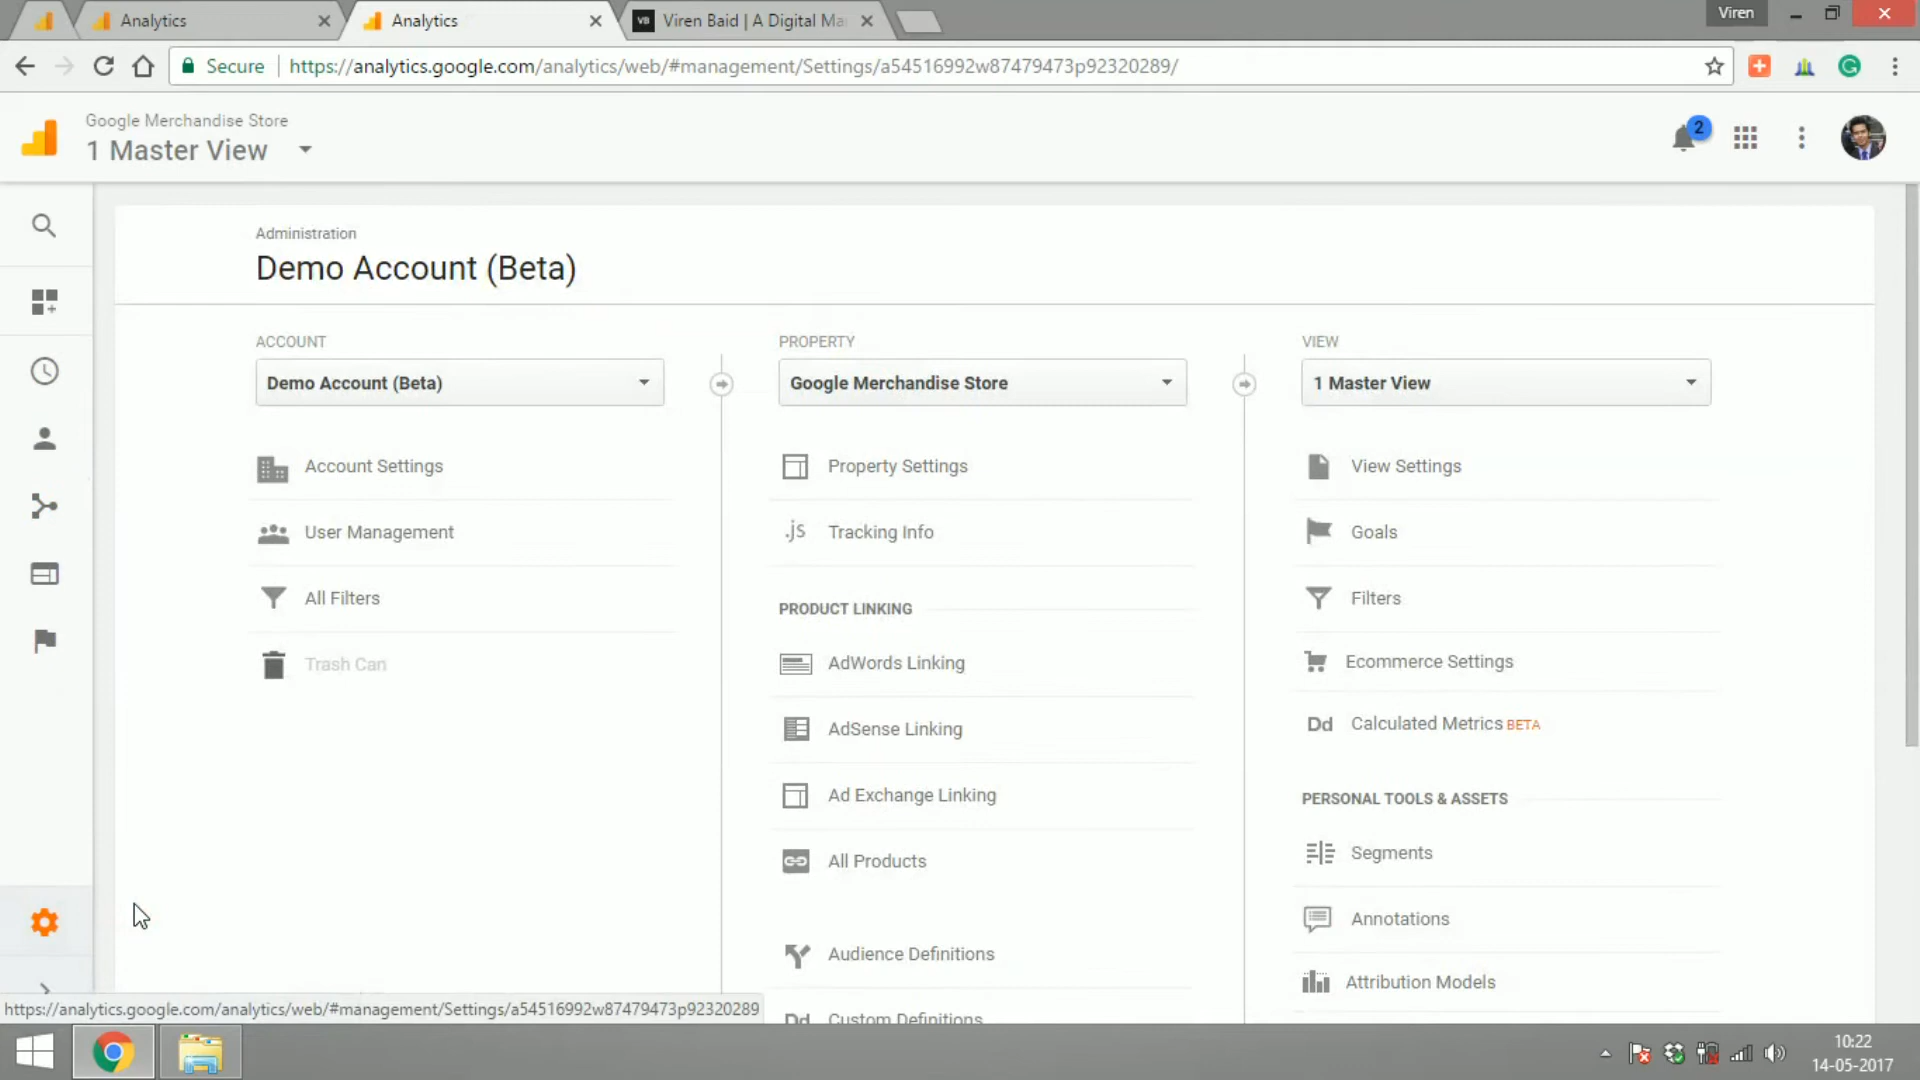 Analytics
Analytics
VB Viren Baid | A Digital Ma
Viren
Secure https://analytics.google.com/analytics/web/#management/Settings/a54516992w87479473p92320289/
Google Merchandise Store
1 Master View
2
Administration
Demo Account (Beta)
ACCOUNT
Demo Account (Beta)
Account Settings
User Management
All Filters
Trash Can
PROPERTY
Google Merchandise Store
Property Settings
.js Tracking Info
PRODUCT LINKING
AdWords Linking
AdSense Linking
Ad Exchange Linking
All Products
Audience Definitions
Dd Custom Definitions
VIEW
1 Master View
View Settings
Goals
Filters
Ecommerce Settings
Dd Calculated Metrics BETA
PERSONAL TOOLS & ASSETS
Segments
Annotations
Attribution Models
https://analytics.google.com/analytics/web/#management/Settings/a54516992w87479473p92320289
10:22
14-05-2017